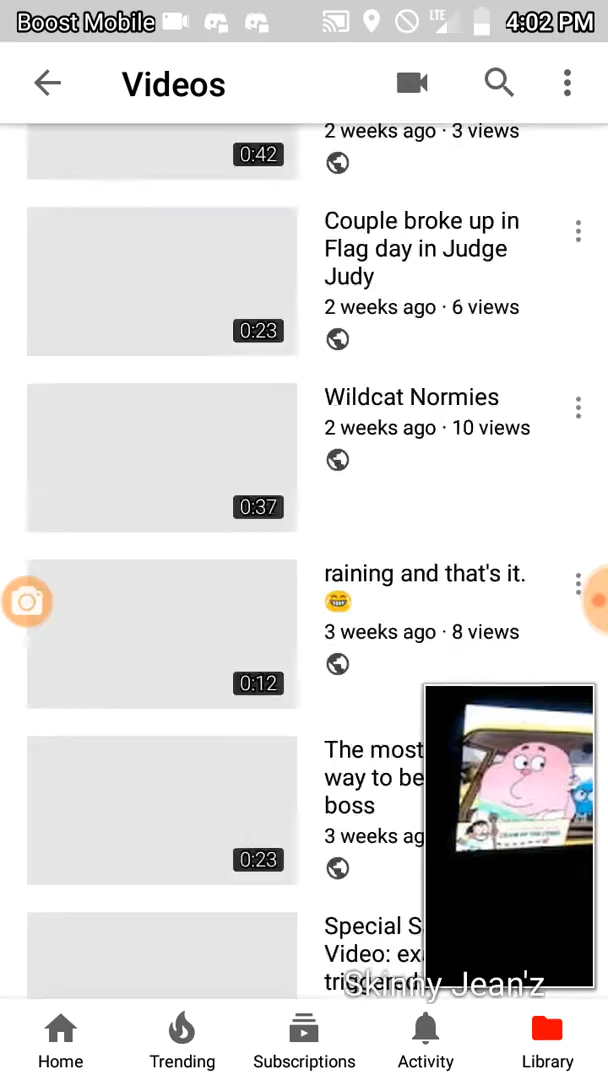 Boost Mobile
LTE
4:02 PM
Videos
0:42
2 weeks ago · 3 views
Couple broke up in
Flag day in Judge
Judy
2 weeks ago · 6 views
0:23
Wildcat Normies
2 weeks ago · 10 views
0:37
raining and that's it.
😁
3 weeks ago · 8 views
0:12
The most
way to be
boss
3 weeks ag
0:23
Special S
Video: ex
triggered
Skinny Jean'z
Home
Trending
Subscriptions
Activity
Library